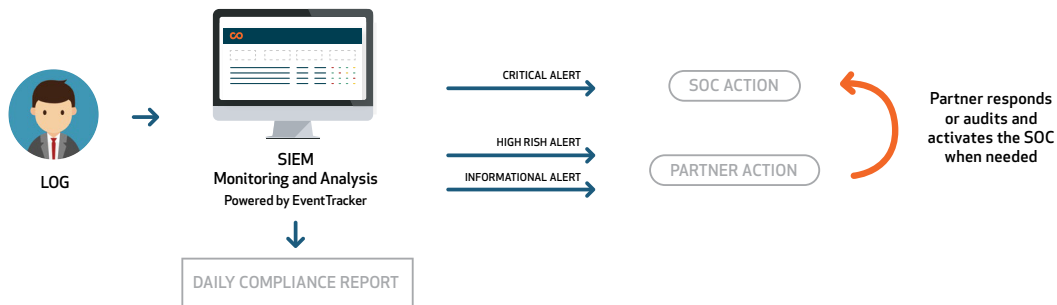 LOG
SIEM
Monitoring and Analysis
Powered by EventTracker
DAILY COMPLIANCE REPORT
CRITICAL ALERT
HIGH RISH ALERT
INFORMATIONAL ALERT
SOC ACTION
PARTNER ACTION
Partner responds
or audits and
activates the SOC
when needed